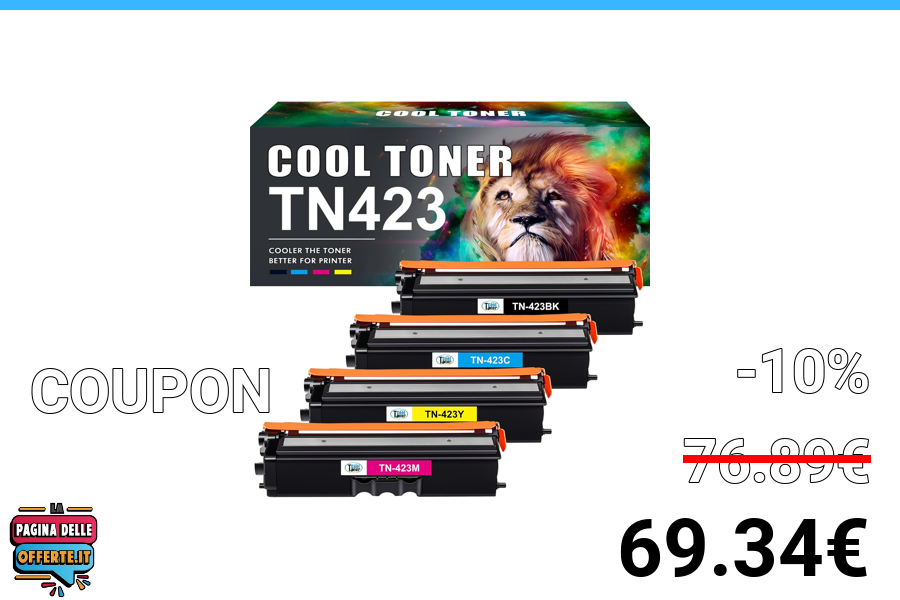 COOL TONER
COOL TONER
TN423
COOLER THE TONER
BETTER FOR PRINTER
TN-423BK
TN-423C
TN-423Y
TN-423M
COUPON
-10%
76.89€
69.34€
LA
PAGINA DELLE
OFFERTE.IT